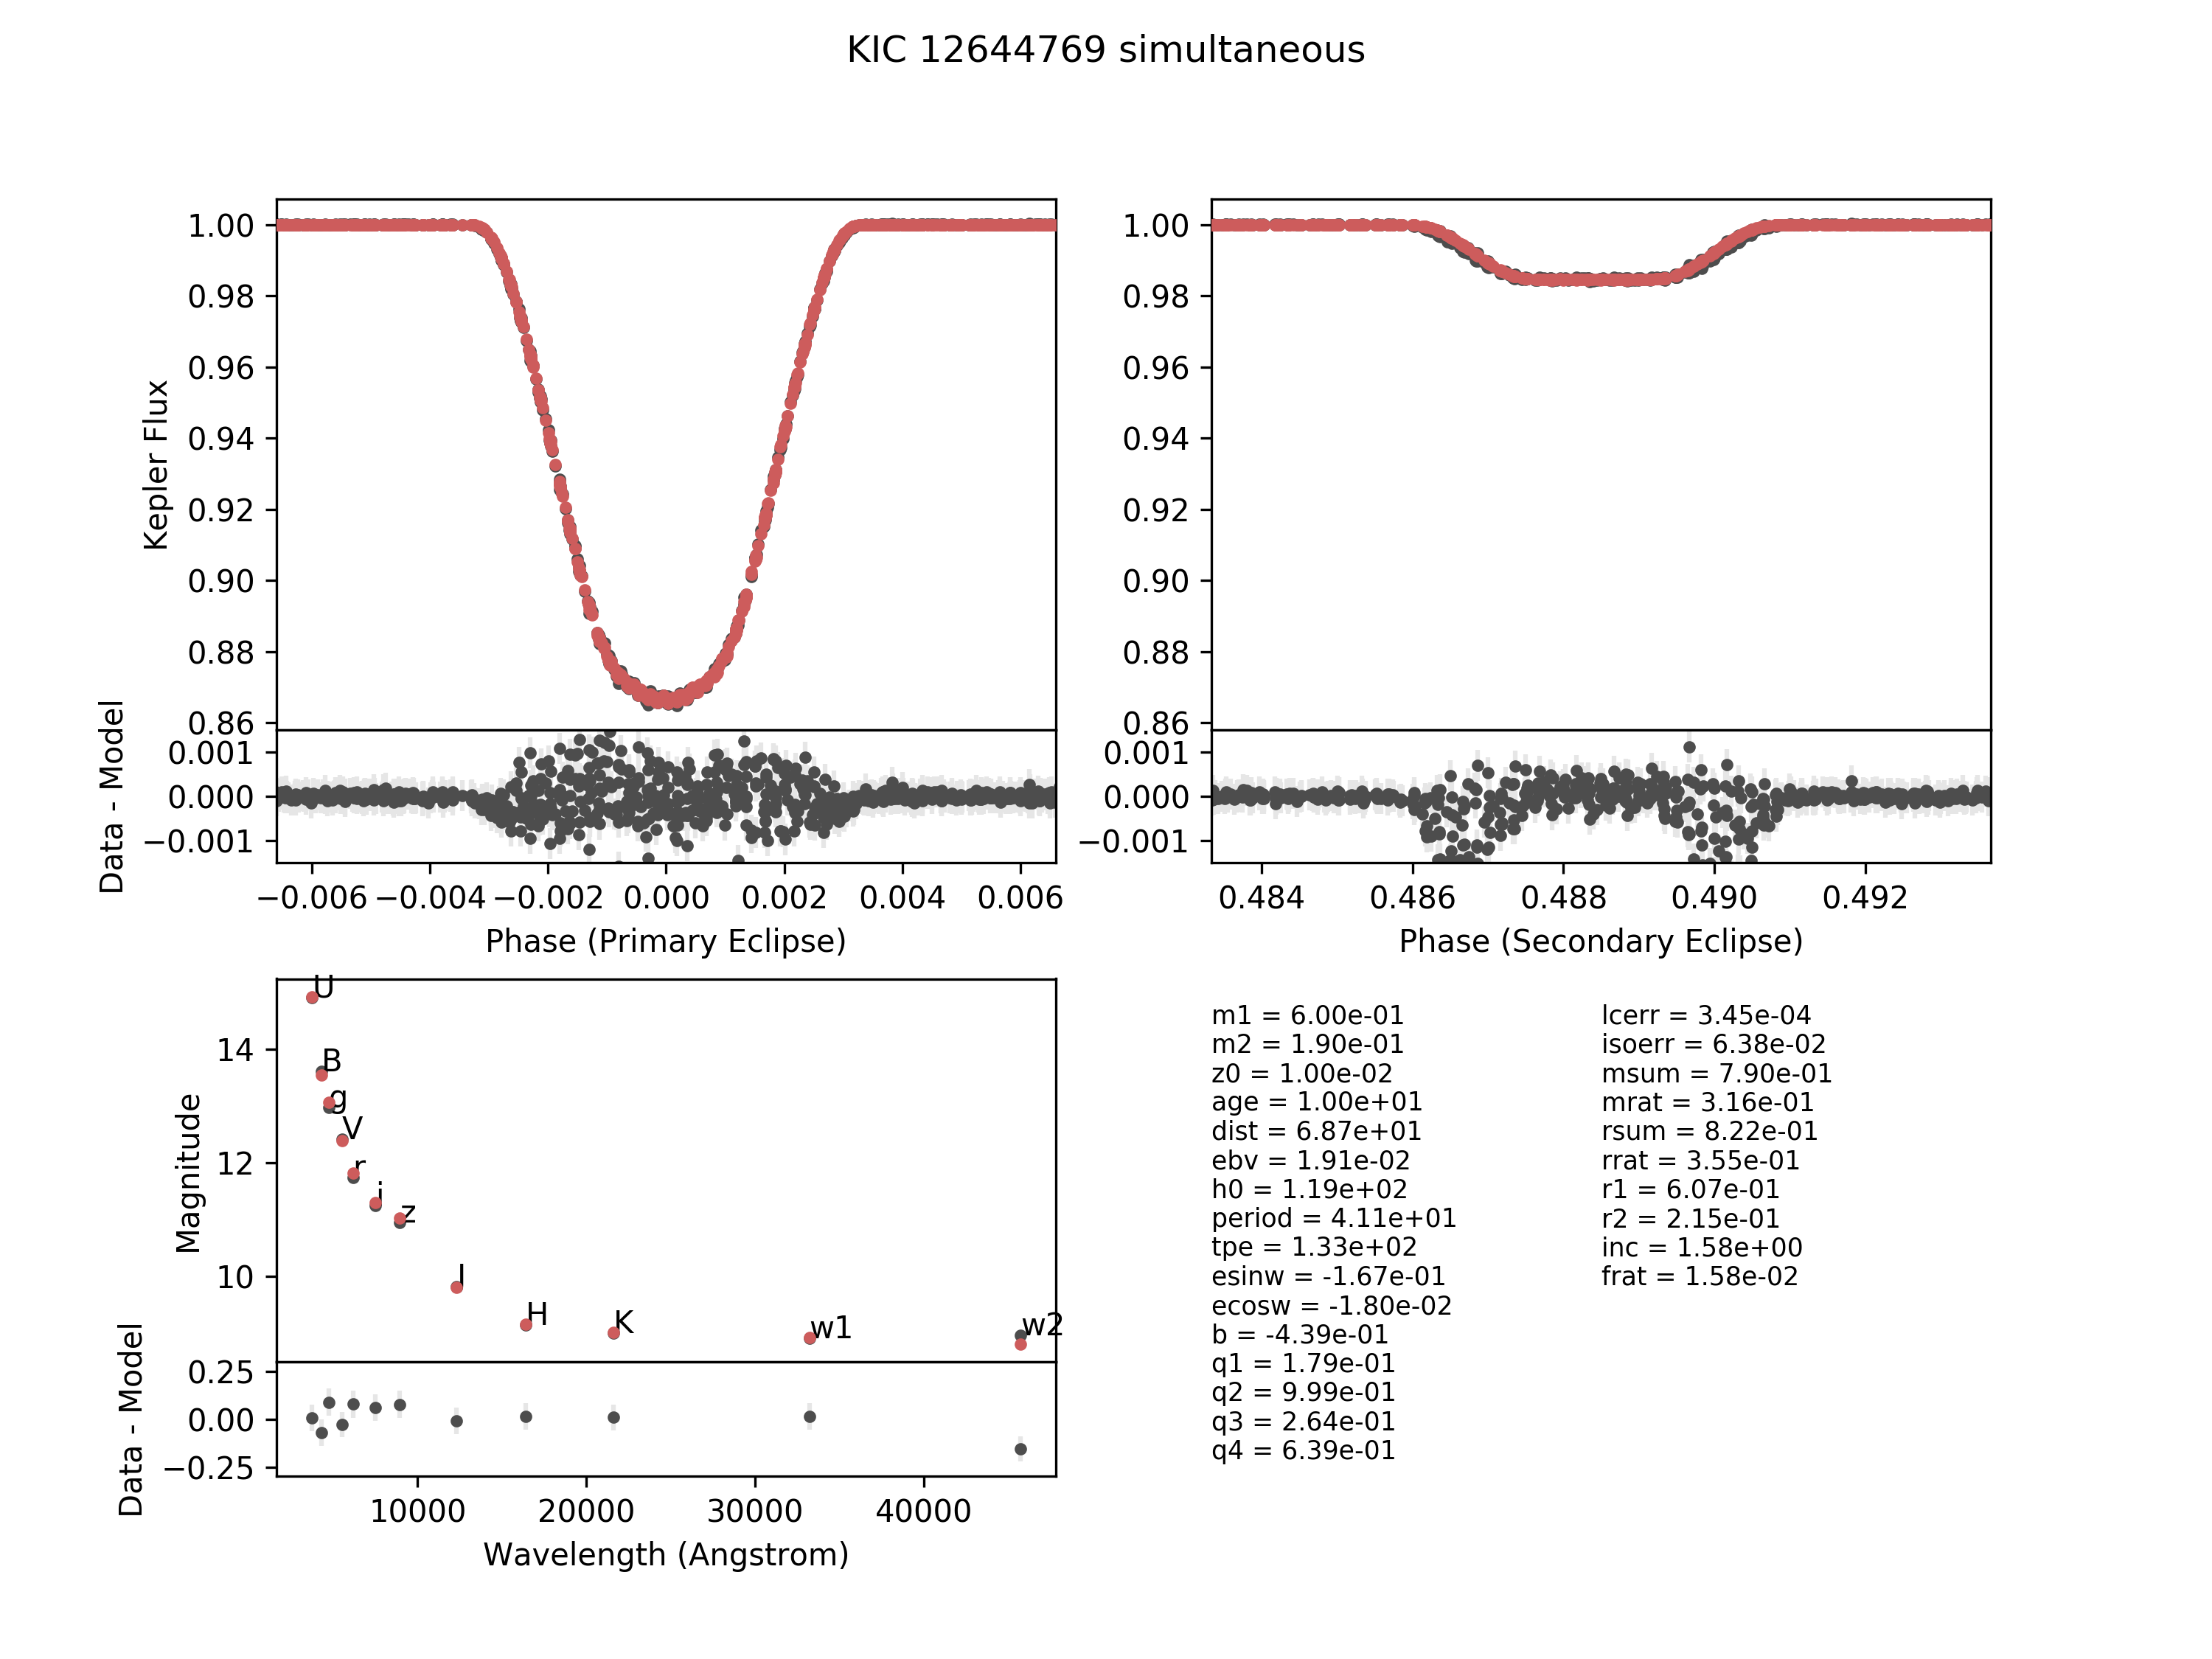 KIC 12644769 simultaneous
Kepler Flux
1.00
0.98
0.96
0.94
0.92
0.90
0.88
0.86
Data - Model
0.001
0.000
−0.001
−0.006 −0.004 −0.002 0.000 0.002 0.004 0.006
Phase (Primary Eclipse)
1.00
0.98
0.96
0.94
0.92
0.90
0.88
0.86
0.001
0.000
−0.001
0.484 0.486 0.488 0.490 0.492
Phase (Secondary Eclipse)
Magnitude
14
12
10
U
B
g
V
r
i
z
J
H
K
w1
w2
Data - Model
0.25
0.00
−0.25
10000 20000 30000 40000
Wavelength (Angstrom)
m1 = 6.00e-01
m2 = 1.90e-01
z0 = 1.00e-02
age = 1.00e+01
dist = 6.87e+01
ebv = 1.91e-02
h0 = 1.19e+02
period = 4.11e+01
tpe = 1.33e+02
esinw = -1.67e-01
ecosw = -1.80e-02
b = -4.39e-01
q1 = 1.79e-01
q2 = 9.99e-01
q3 = 2.64e-01
q4 = 6.39e-01
lcerr = 3.45e-04
isoerr = 6.38e-02
msum = 7.90e-01
mrat = 3.16e-01
rsum = 8.22e-01
rrat = 3.55e-01
r1 = 6.07e-01
r2 = 2.15e-01
inc = 1.58e+00
frat = 1.58e-02